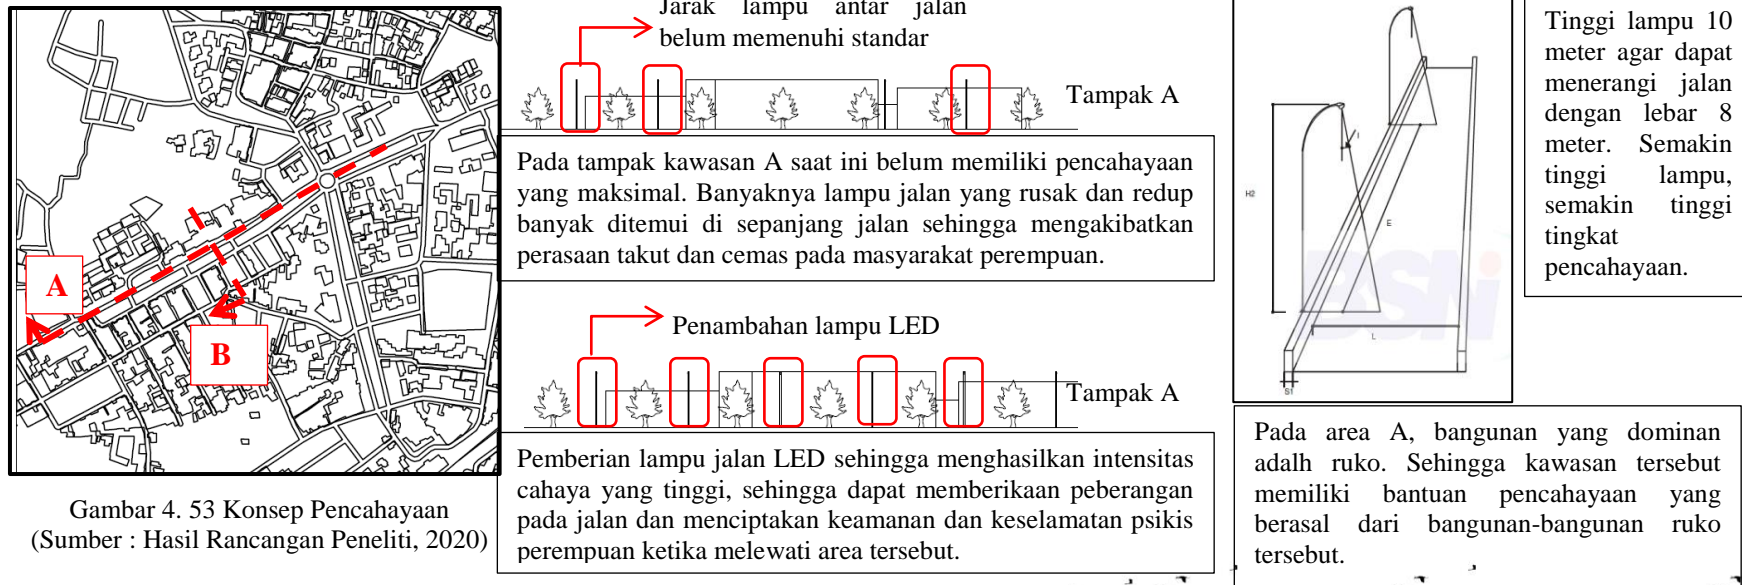 A
B
Gambar 4. 53 Konsep Pencahayaan
(Sumber : Hasil Rancangan Peneliti, 2020)
Jarak lampu antar jalan
belum memenuhi standar
Tampak A
Pada tampak kawasan A saat ini belum memiliki pencahayaan
yang maksimal. Banyaknya lampu jalan yang rusak dan redup
banyak ditemui di sepanjang jalan sehingga mengakibatkan
perasaan takut dan cemas pada masyarakat perempuan.
Penambahan lampu LED
Tampak A
Pemberian lampu jalan LED sehingga menghasilkan intensitas
cahaya yang tinggi, sehingga dapat memberikaan peberangan
pada jalan dan menciptakan keamanan dan keselamatan psikis
perempuan ketika melewati area tersebut.
H2
I
E
L
S1
BSNi
Tinggi lampu 10
meter agar dapat
menerangi jalan
dengan lebar 8
meter. Semakin
tinggi lampu,
semakin tinggi
tingkat
pencahayaan.
Pada area A, bangunan yang dominan
adalh ruko. Sehingga kawasan tersebut
memiliki bantuan pencahayaan yang
berasal dari bangunan-bangunan ruko
tersebut.